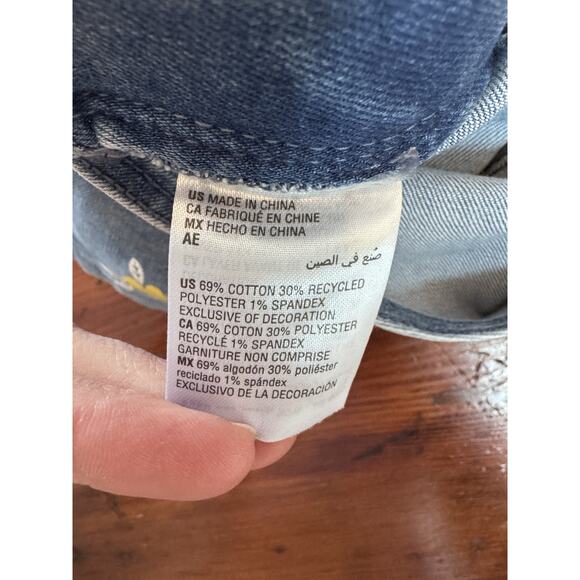 US MADE IN CHINA
CA FABRIQUÉ EN CHINE
MX HECHO EN CHINA
AE
صُنع في الصين
US 69% COTTON 30% RECYCLED
POLYESTER 1% SPANDEX
EXCLUSIVE OF DECORATION
CA 69% COTON 30% POLYESTER
RECYCLÉ 1% SPANDEX
GARNITURE NON COMPRISE
MX 69% algodón 30% poliéster
reciclado 1% spándex
EXCLUSIVO DE LA DECORACIÓN